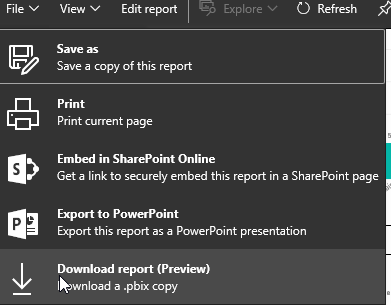 File View Edit report Explore Refresh
Save as
Save a copy of this report
Print
Print current page
Embed in SharePoint Online
Get a link to securely embed this report in a SharePoint page
S
Export to PowerPoint
Export this report as a PowerPoint presentation
P
Download report (Preview)
Download a .pbix copy